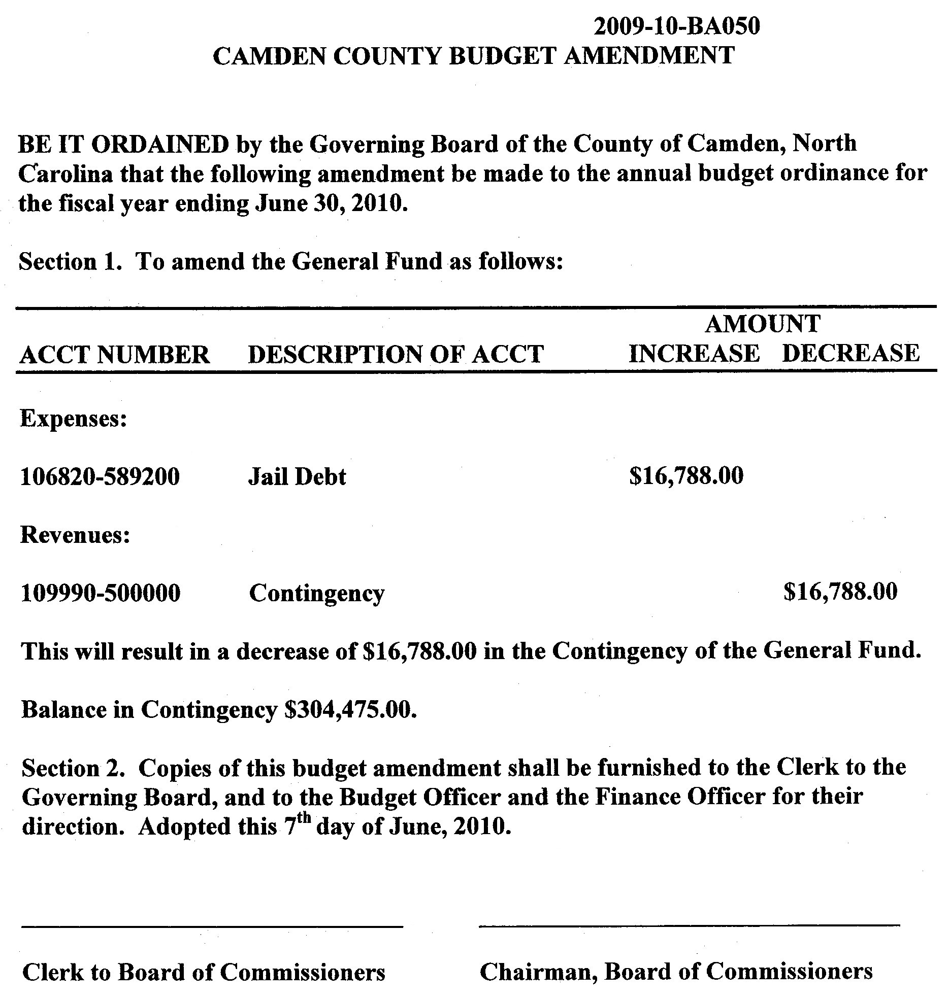 2009-10-BA050
CAMDEN COUNTY BUDGET AMENDMENT
BE IT ORDAINED by the Governing Board of the County of Camden, North
Carolina that the following amendment be made to the annual budget ordinance for
the fiscal year ending June 30, 2010.
Section 1. To amend the General Fund as follows:
AMOUNT
ACCT NUMBER DESCRIPTION OF ACCT INCREASE DECREASE
Expenses:
106820-589200 Jail Debt $16,788.00
Revenues:
109990-500000 Contingency $16,788.00
This will result in a decrease of $16,788.00 in the Contingency of the General Fund.
Balance in Contingency $304,475.00.
Section 2. Copies of this budget amendment shall be furnished to the Clerk to the
Governing Board, and to the Budget Officer and the Finance Officer for their
direction. Adopted this 7th day of June, 2010.
Clerk to Board of Commissioners Chairman, Board of Commissioners